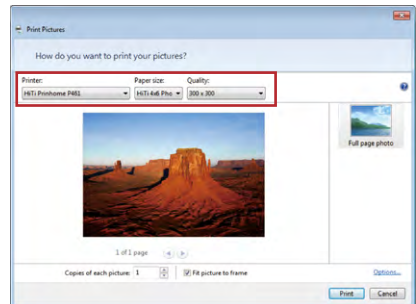 Print Pictures
How do you want to print your pictures?
Printer: Paper size: Quality:
HiTi Prinhome P461 HiTi 4x6 Pho 300 x 300
Full page photo
1 of 1 page
Copies of each picture: 1 Fit picture to frame Options...
Print Cancel